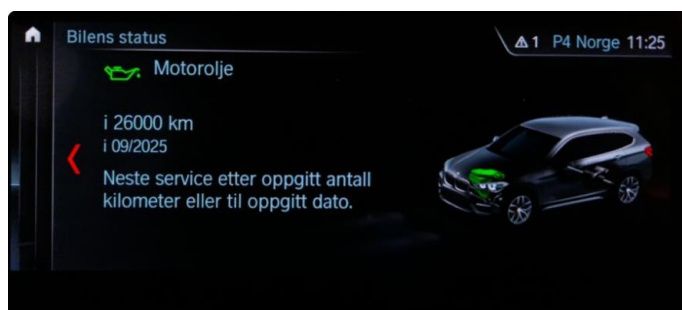 Bilens status
1 P4 Norge 11:25
Motorolje
i 26000 km
i 09/2025
Neste service etter oppgitt antall
kilometer eller til oppgitt dato.